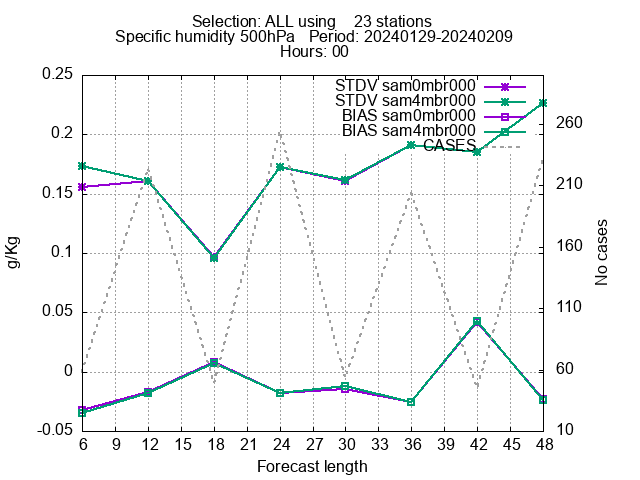 Selection: ALL using    23 stations
Specific humidity 500hPa   Period: 20240129-20240209
Hours: 00
STDV sam0mbr000
STDV sam4mbr000
BIAS sam0mbr000
BIAS sam4mbr000
CASES
0.25
0.2
0.15
0.1
0.05
0
-0.05
g/Kg
260
210
160
110
60
10
No cases
6 9 12 15 18 21 24 27 30 33 36 39 42 45 48
Forecast length